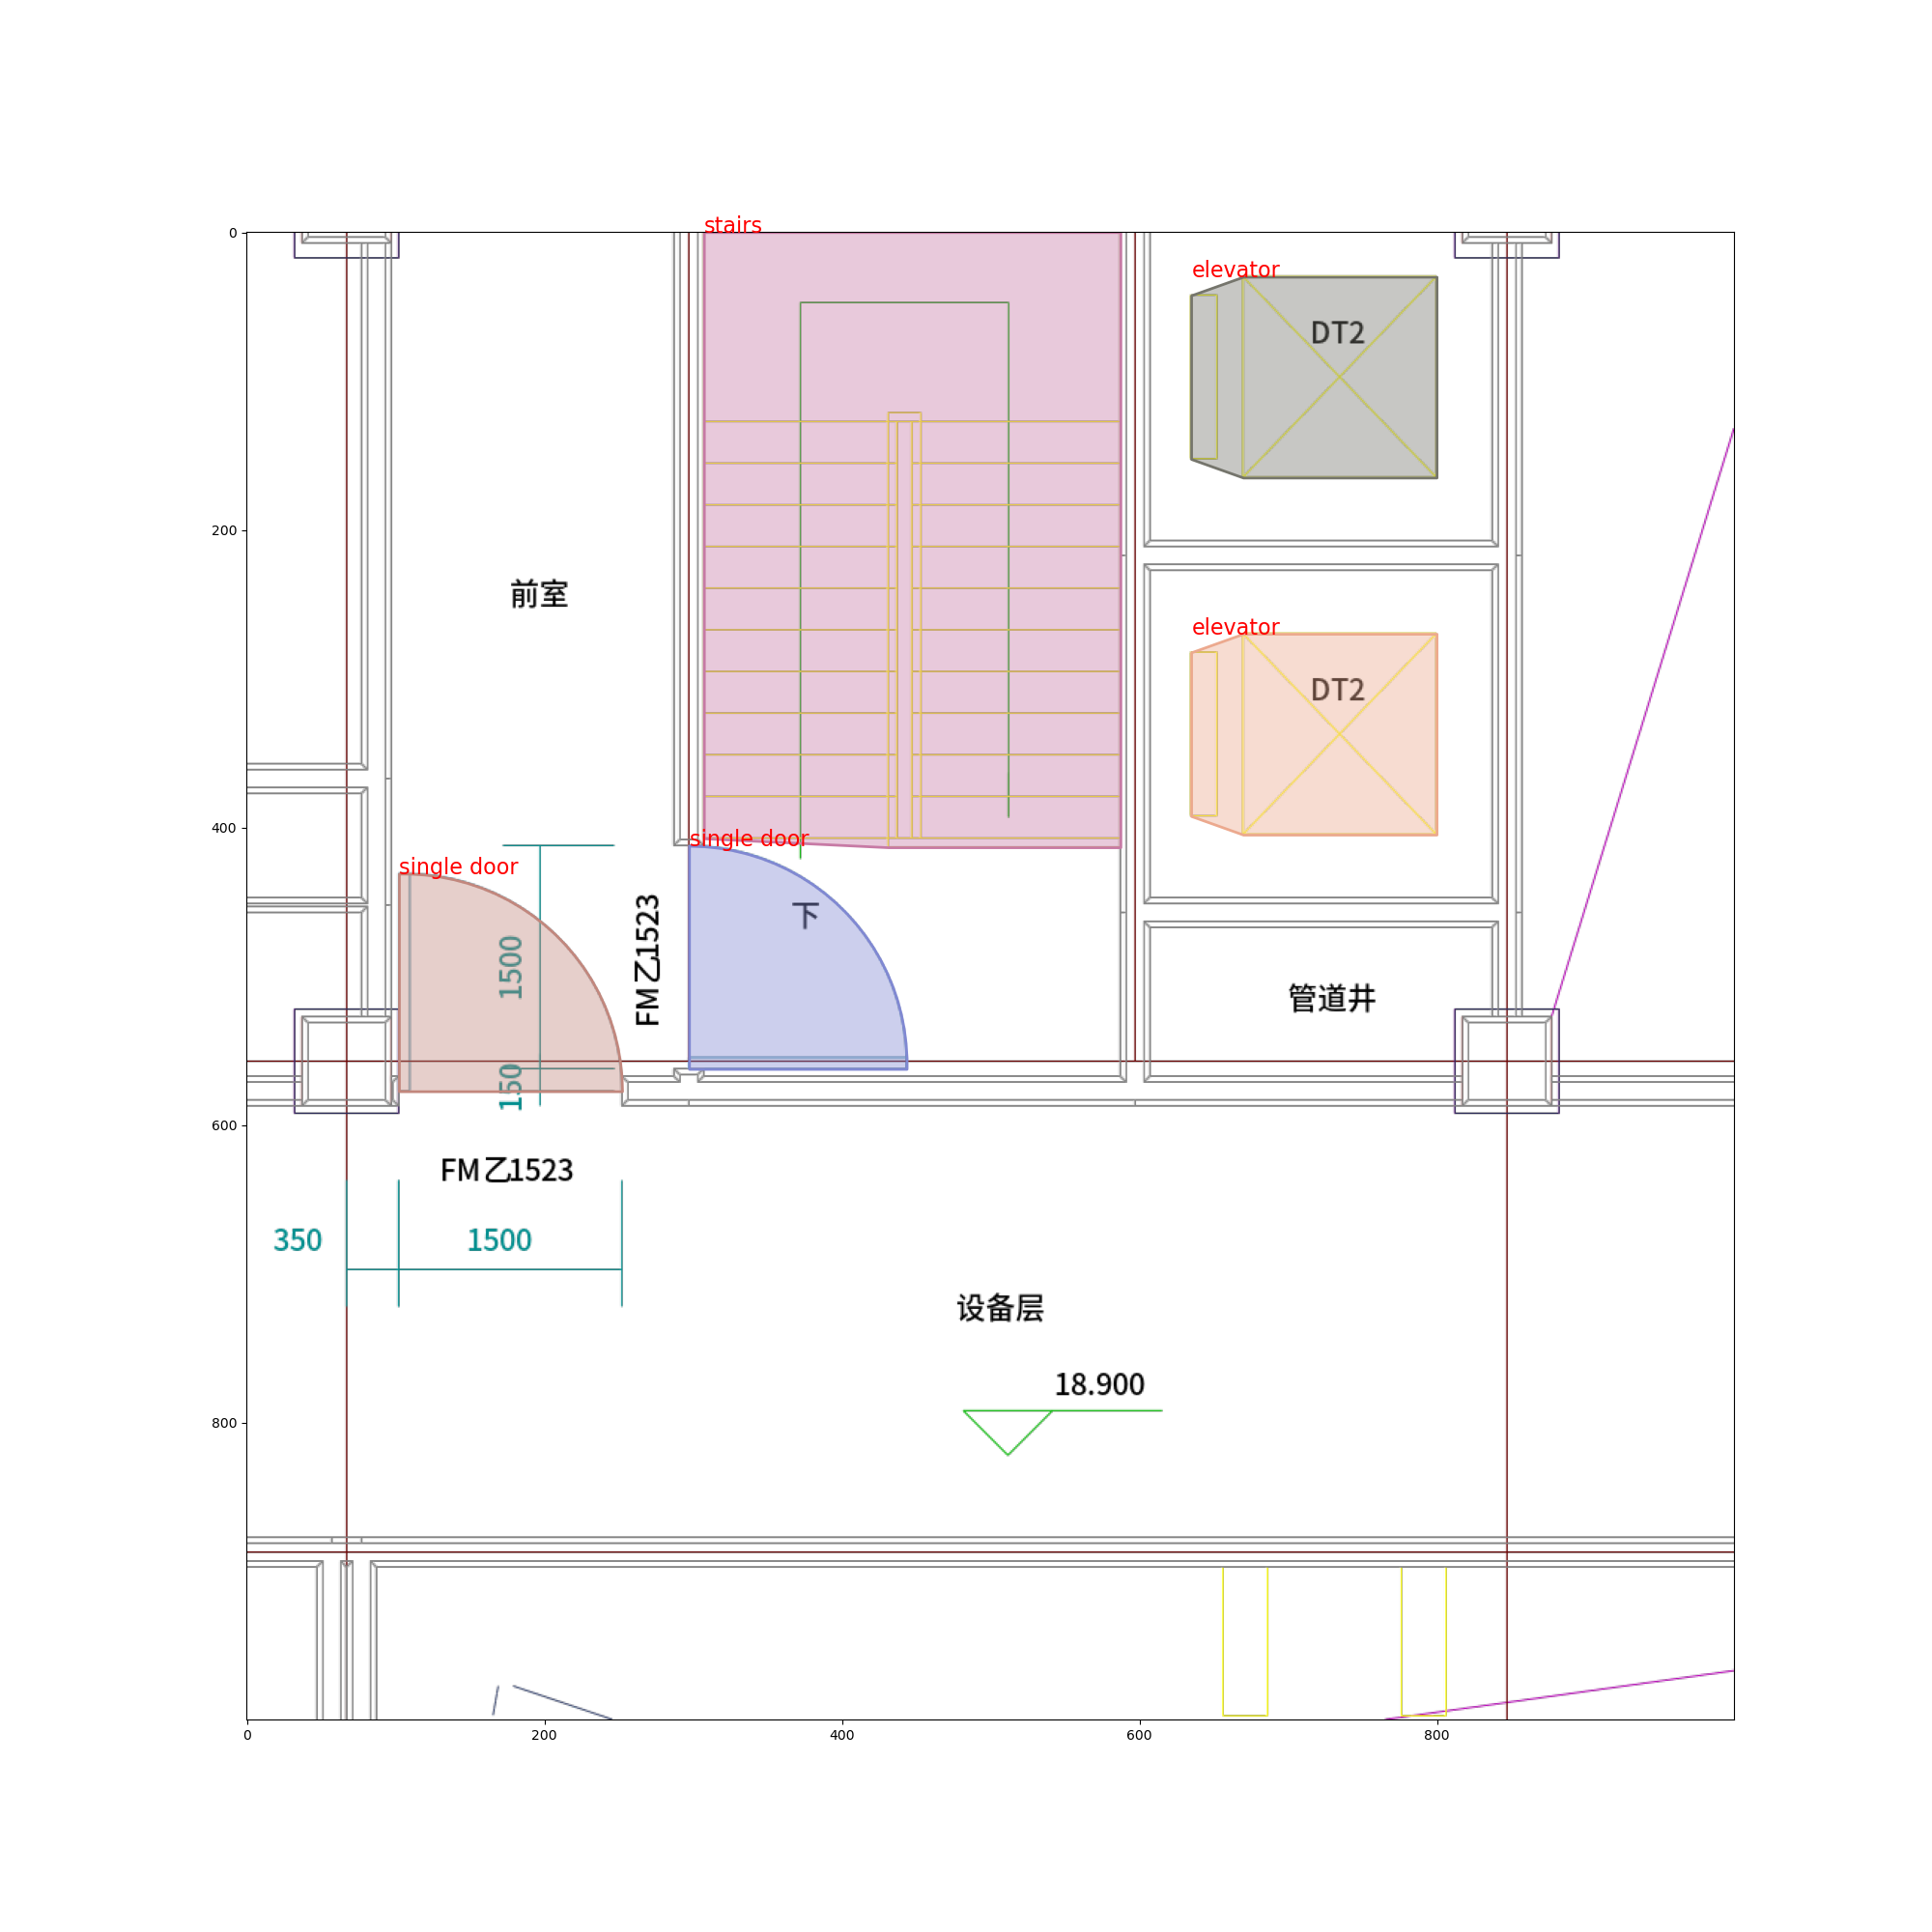 stairs
0
elevator
DT2
200
前室
elevator
DT2
400
single door
single door
下
FM乙1523
1500
管道井
150
600
FM乙1523
350
1500
设备层
18.900
800
0
200
400
600
800